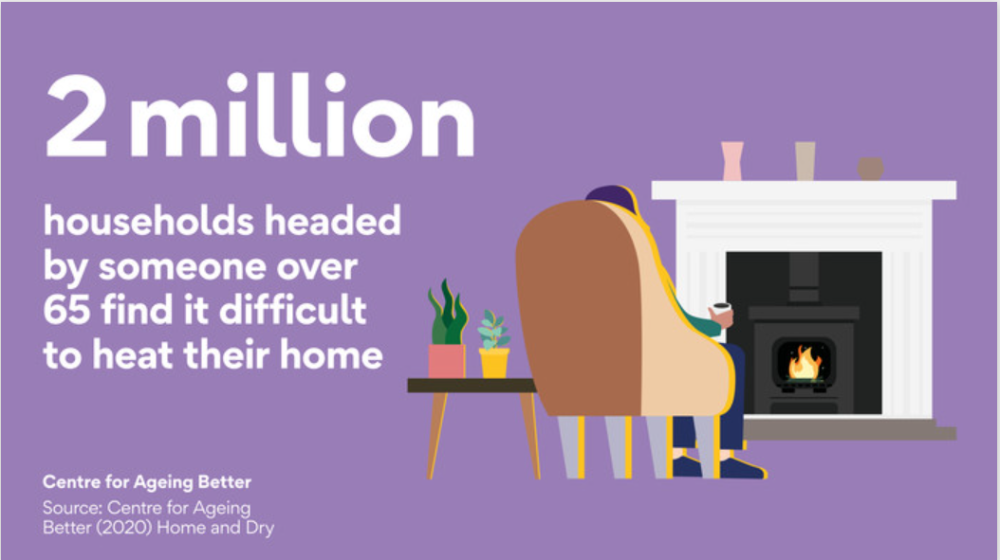 2 million
households headed
by someone over
65 find it difficult
to heat their home
Centre for Ageing Better
Source: Centre for Ageing
Better (2020) Home and Dry